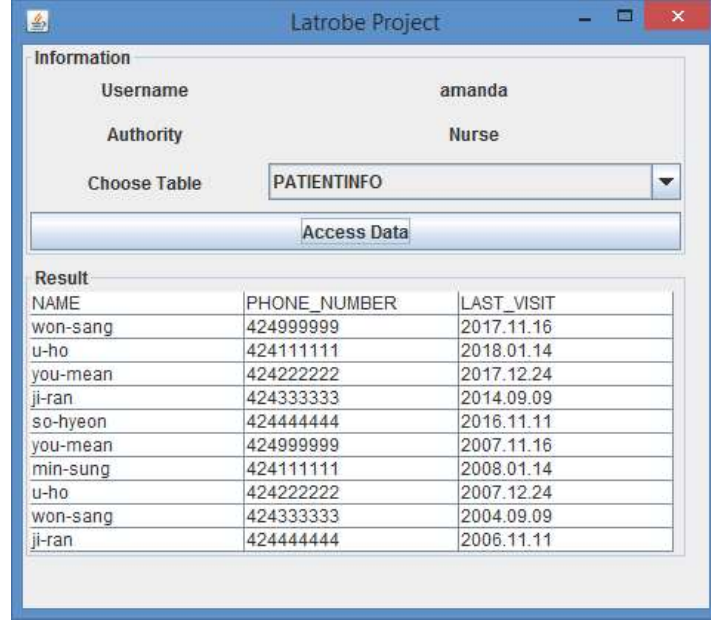 Latrobe Project
Information
Username amanda
Authority Nurse
Choose Table PATIENTINFO
Access Data
Result
NAME PHONE_NUMBER LAST_VISIT
won-sang 424999999 2017.11.16
u-ho 424111111 2018.01.14
you-mean 424222222 2017.12.24
ji-ran 424333333 2014.09.09
so-hyeon 424444444 2016.11.11
you-mean 424999999 2007.11.16
min-sung 424111111 2008.01.14
u-ho 424222222 2007.12.24
won-sang 424333333 2004.09.09
ji-ran 424444444 2006.11.11